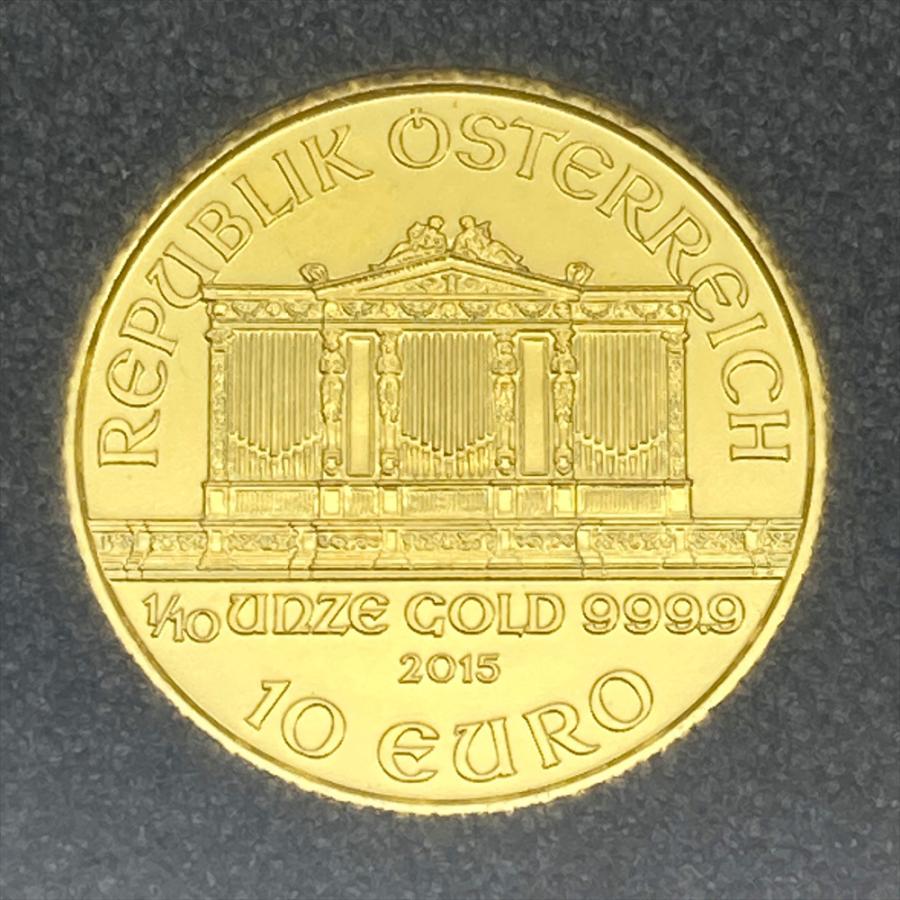 REPUBLIK ÖSTERREICH
1/10 UNZE GOLD 999.9
2015
10 EURO